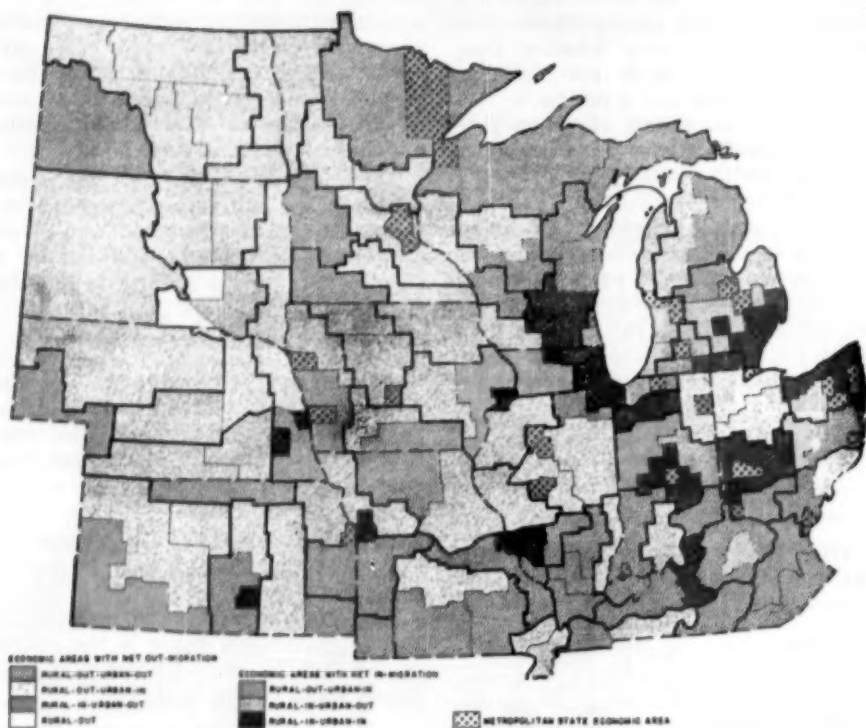 ECONOMIC AREAS WITH NET OUT-MIGRATION
RURAL-OUT-URBAN-OUT
RURAL-OUT-URBAN-IN
RURAL-IN-URBAN-OUT
RURAL-OUT
ECONOMIC AREAS WITH NET IN-MIGRATION
RURAL-OUT-URBAN-IN
RURAL-IN-URBAN-OUT
RURAL-IN-URBAN-IN
METROPOLITAN STATE ECONOMIC AREA